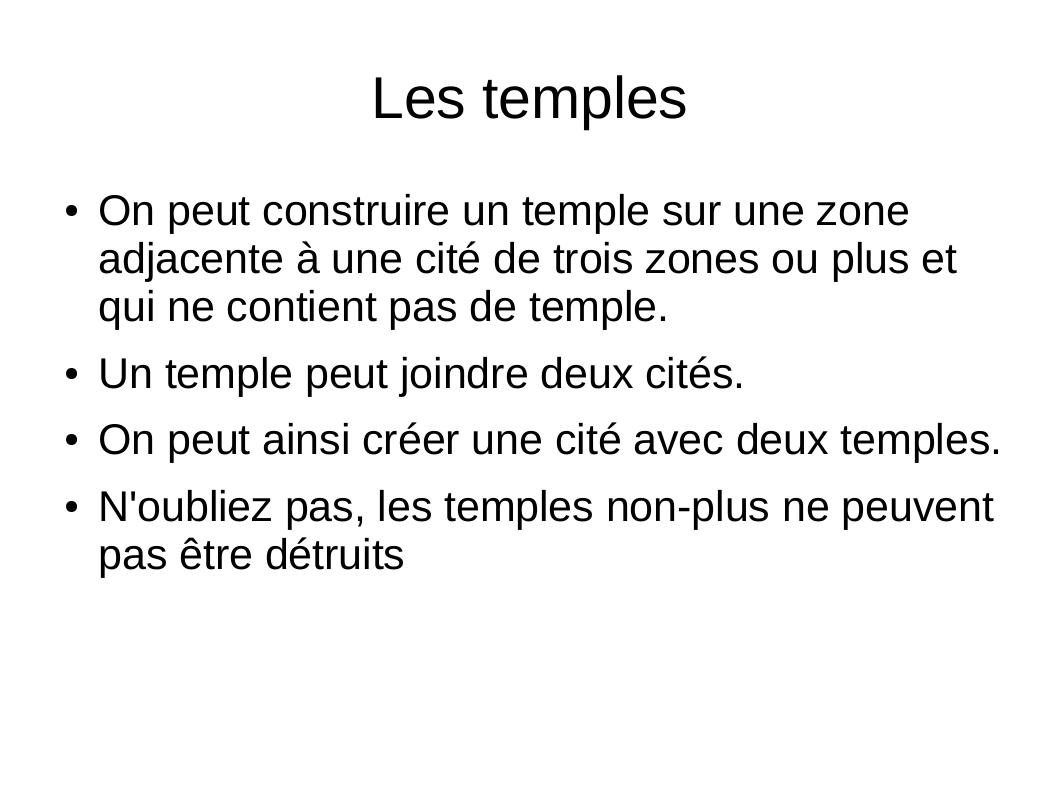 Les temples
• On peut construire un temple sur une zone
adjacente à une cité de trois zones ou plus et
qui ne contient pas de temple.
• Un temple peut joindre deux cités.
• On peut ainsi créer une cité avec deux temples.
• N'oubliez pas, les temples non-plus ne peuvent
pas être détruits